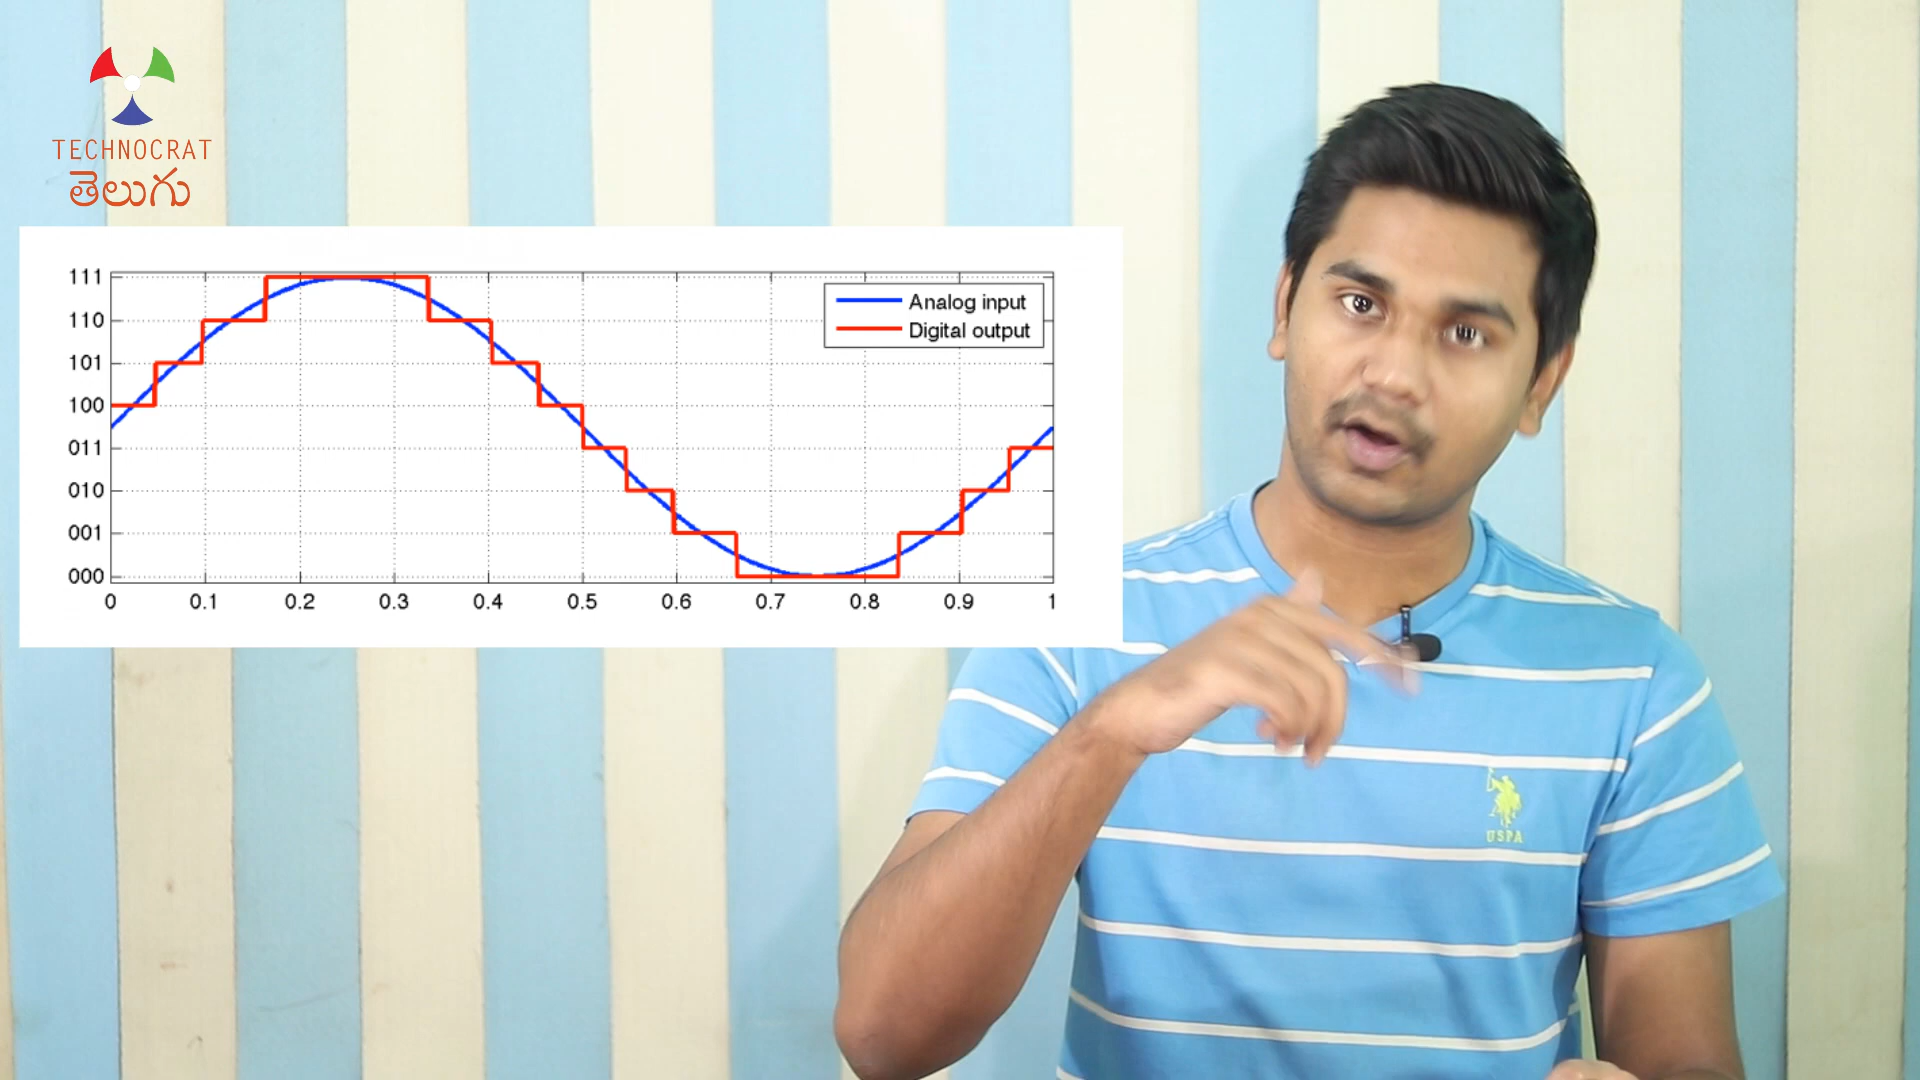 TECHNOCRAT
తెలుగు
111
110
101
100
011
010
001
000
0 0.1 0.2 0.3 0.4 0.5 0.6 0.7 0.8 0.9 1
Analog input
Digital output
USPA